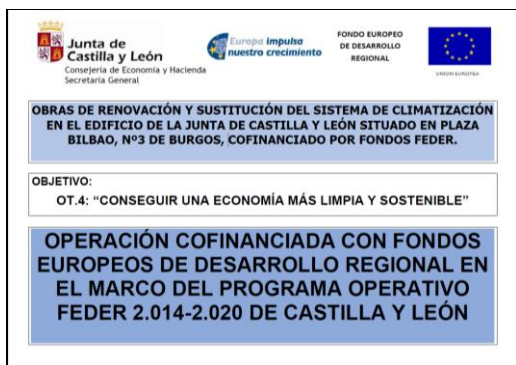 Junta de
Castilla y León
Consejería de Economía y Hacienda
Secretaría General
Europa impulsa
nuestro crecimiento
FONDO EUROPEO
DE DESARROLLO
REGIONAL
UNION EUROPEA
OBRAS DE RENOVACIÓN Y SUSTITUCIÓN DEL SISTEMA DE CLIMATIZACIÓN
EN EL EDIFICIO DE LA JUNTA DE CASTILLA Y LEÓN SITUADO EN PLAZA
BILBAO, Nº3 DE BURGOS, COFINANCIADO POR FONDOS FEDER.
OBJETIVO:
OT.4: “CONSEGUIR UNA ECONOMÍA MÁS LIMPIA Y SOSTENIBLE”
OPERACIÓN COFINANCIADA CON FONDOS
EUROPEOS DE DESARROLLO REGIONAL EN
EL MARCO DEL PROGRAMA OPERATIVO
FEDER 2.014-2.020 DE CASTILLA Y LEÓN